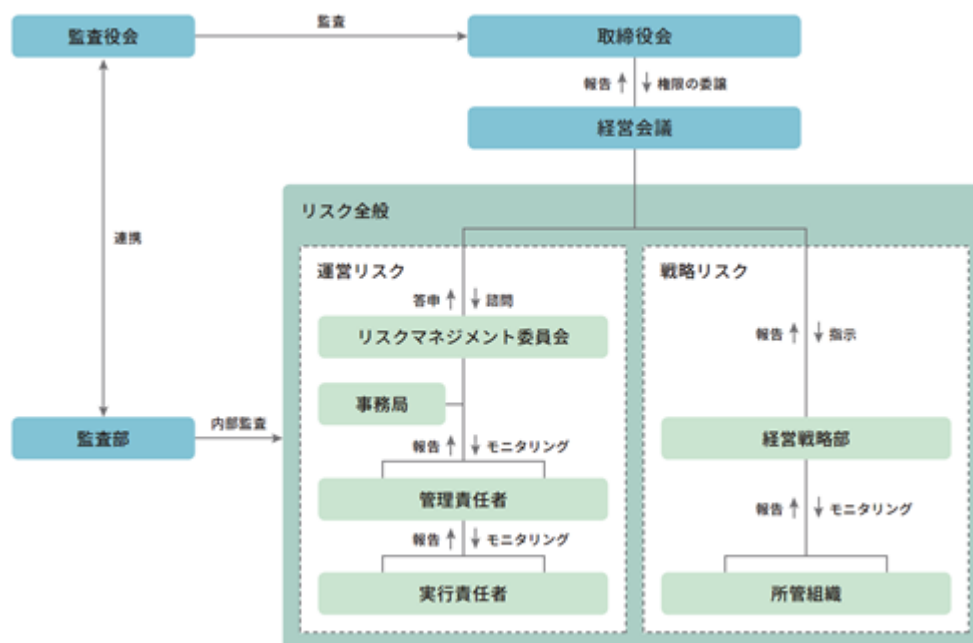 監査役会
監査
取締役会
報告
権限の委譲
経営会議
リスク全般
連携
運営リスク
答申
諮問
リスクマネジメント委員会
事務局
報告
モニタリング
管理責任者
報告
モニタリング
実行責任者
戦略リスク
報告
指示
経営戦略部
報告
モニタリング
所管組織
監査部
内部監査